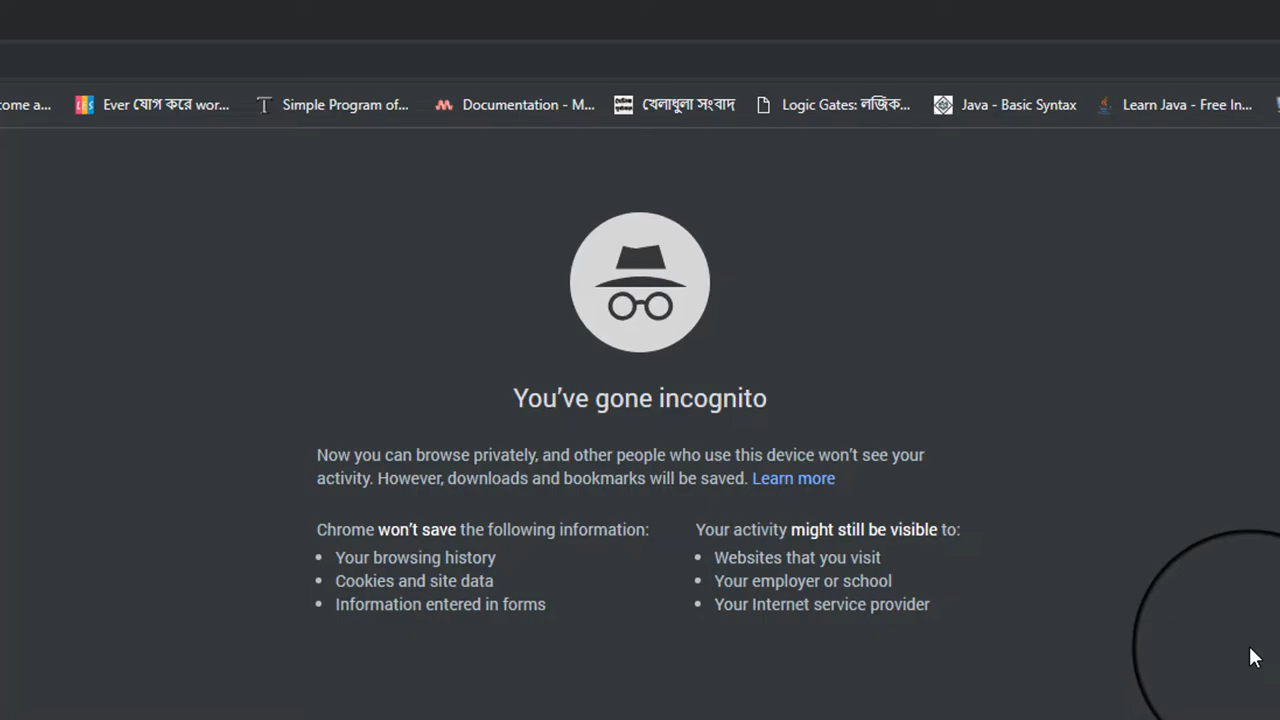 ome a... Ever যোগ করে wor... Simple Program of... Documentation - M... খেলাধুলা সংবাদ Logic Gates: লজিক... Java - Basic Syntax Learn Java - Free In...
You've gone incognito
Now you can browse privately, and other people who use this device won't see your
activity. However, downloads and bookmarks will be saved. Learn more
Chrome won't save the following information:
Your browsing history
Cookies and site data
Information entered in forms
Your activity might still be visible to:
Websites that you visit
Your employer or school
Your Internet service provider